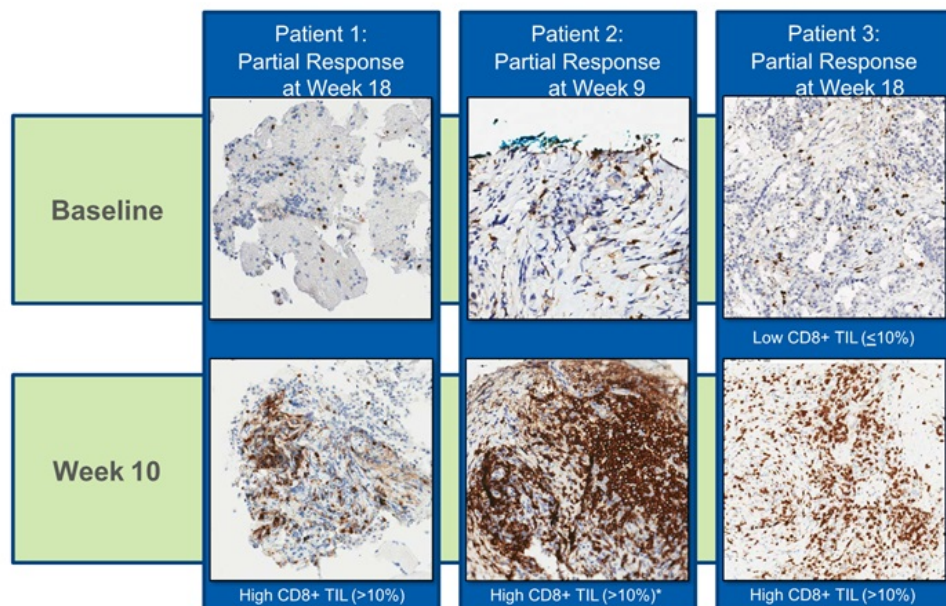 Patient 1:
Partial Response
at Week 18
Patient 2:
Partial Response
at Week 9
Patient 3:
Partial Response
at Week 18
Baseline
Low CD8+ TIL (≤10%)
Week 10
High CD8+ TIL (>10%)
High CD8+ TIL (>10%)*
High CD8+ TIL (>10%)